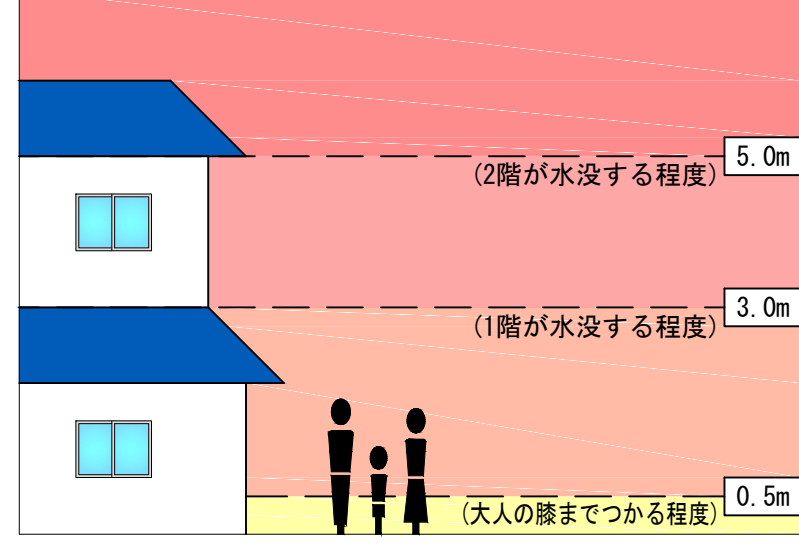 5.0m
(2階が水没する程度)
3.0m
(1階が水没する程度)
0.5m
(大人の膝までつかる程度)